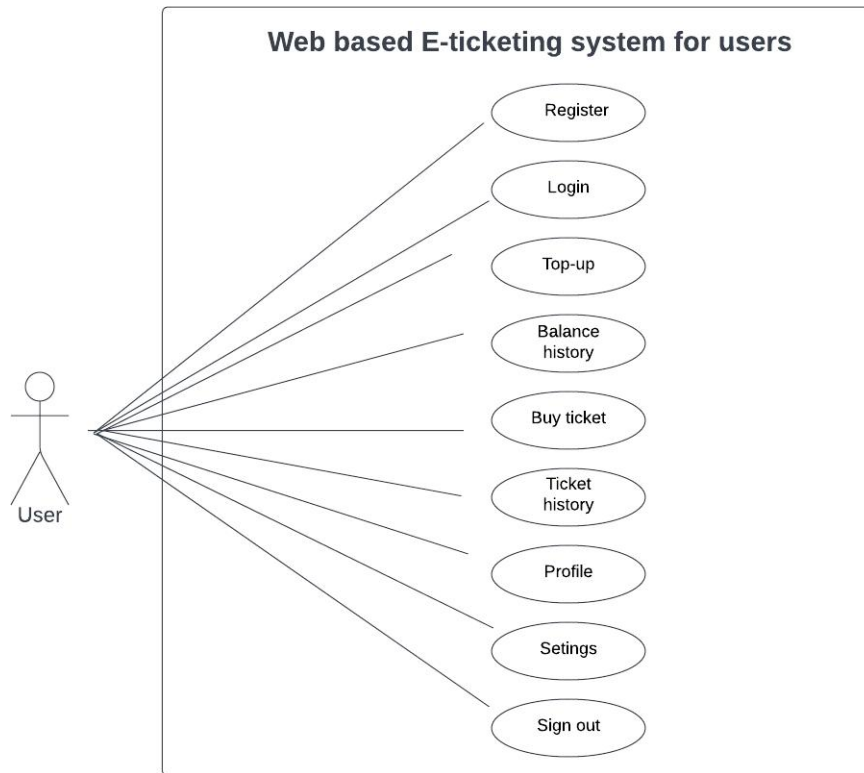 Web based E-ticketing system for users
Register
Login
Top-up
Balance
history
Buy ticket
Ticket
history
Profile
Setings
Sign out
User